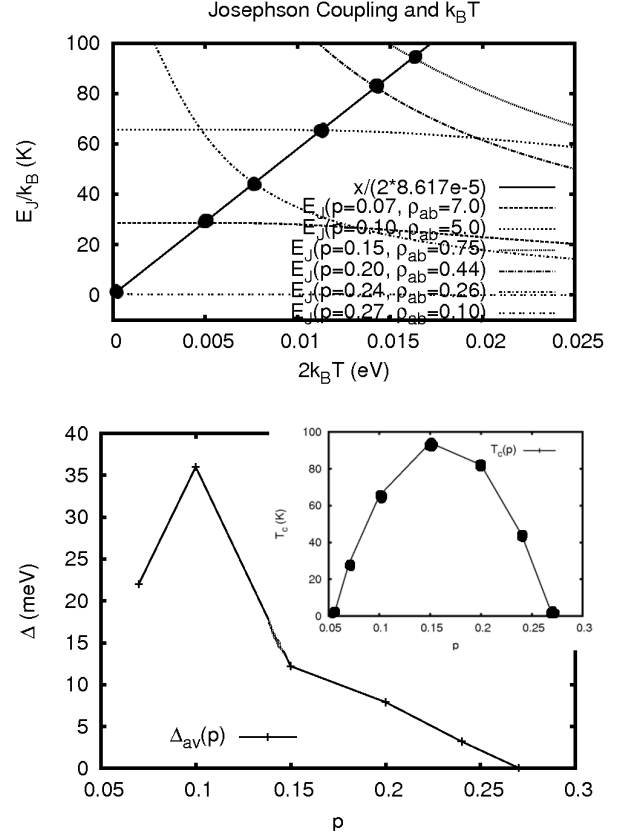 Josephson Coupling and k_BT
100
80
60
40
20
0
E_J/k_B (K)
x/(2*8.617e-5)
E_J(p=0.07, ρ_ab=7.0)
E_J(p=0.10, ρ_ab=5.0)
E_J(p=0.15, ρ_ab=0.75)
E_J(p=0.20, ρ_ab=0.44)
E_J(p=0.24, ρ_ab=0.26)
E_J(p=0.27, ρ_ab=0.10)
0 0.005 0.01 0.015 0.02 0.025
2k_BT (eV)
40
35
30
25
20
15
10
5
0
Δ (meV)
Δ_av(p)
0.05 0.1 0.15 0.2 0.25 0.3
p
100
80
60
40
20
0
T_c (K)
T_c(p)
0.05 0.1 0.15 0.2 0.25 0.3
p